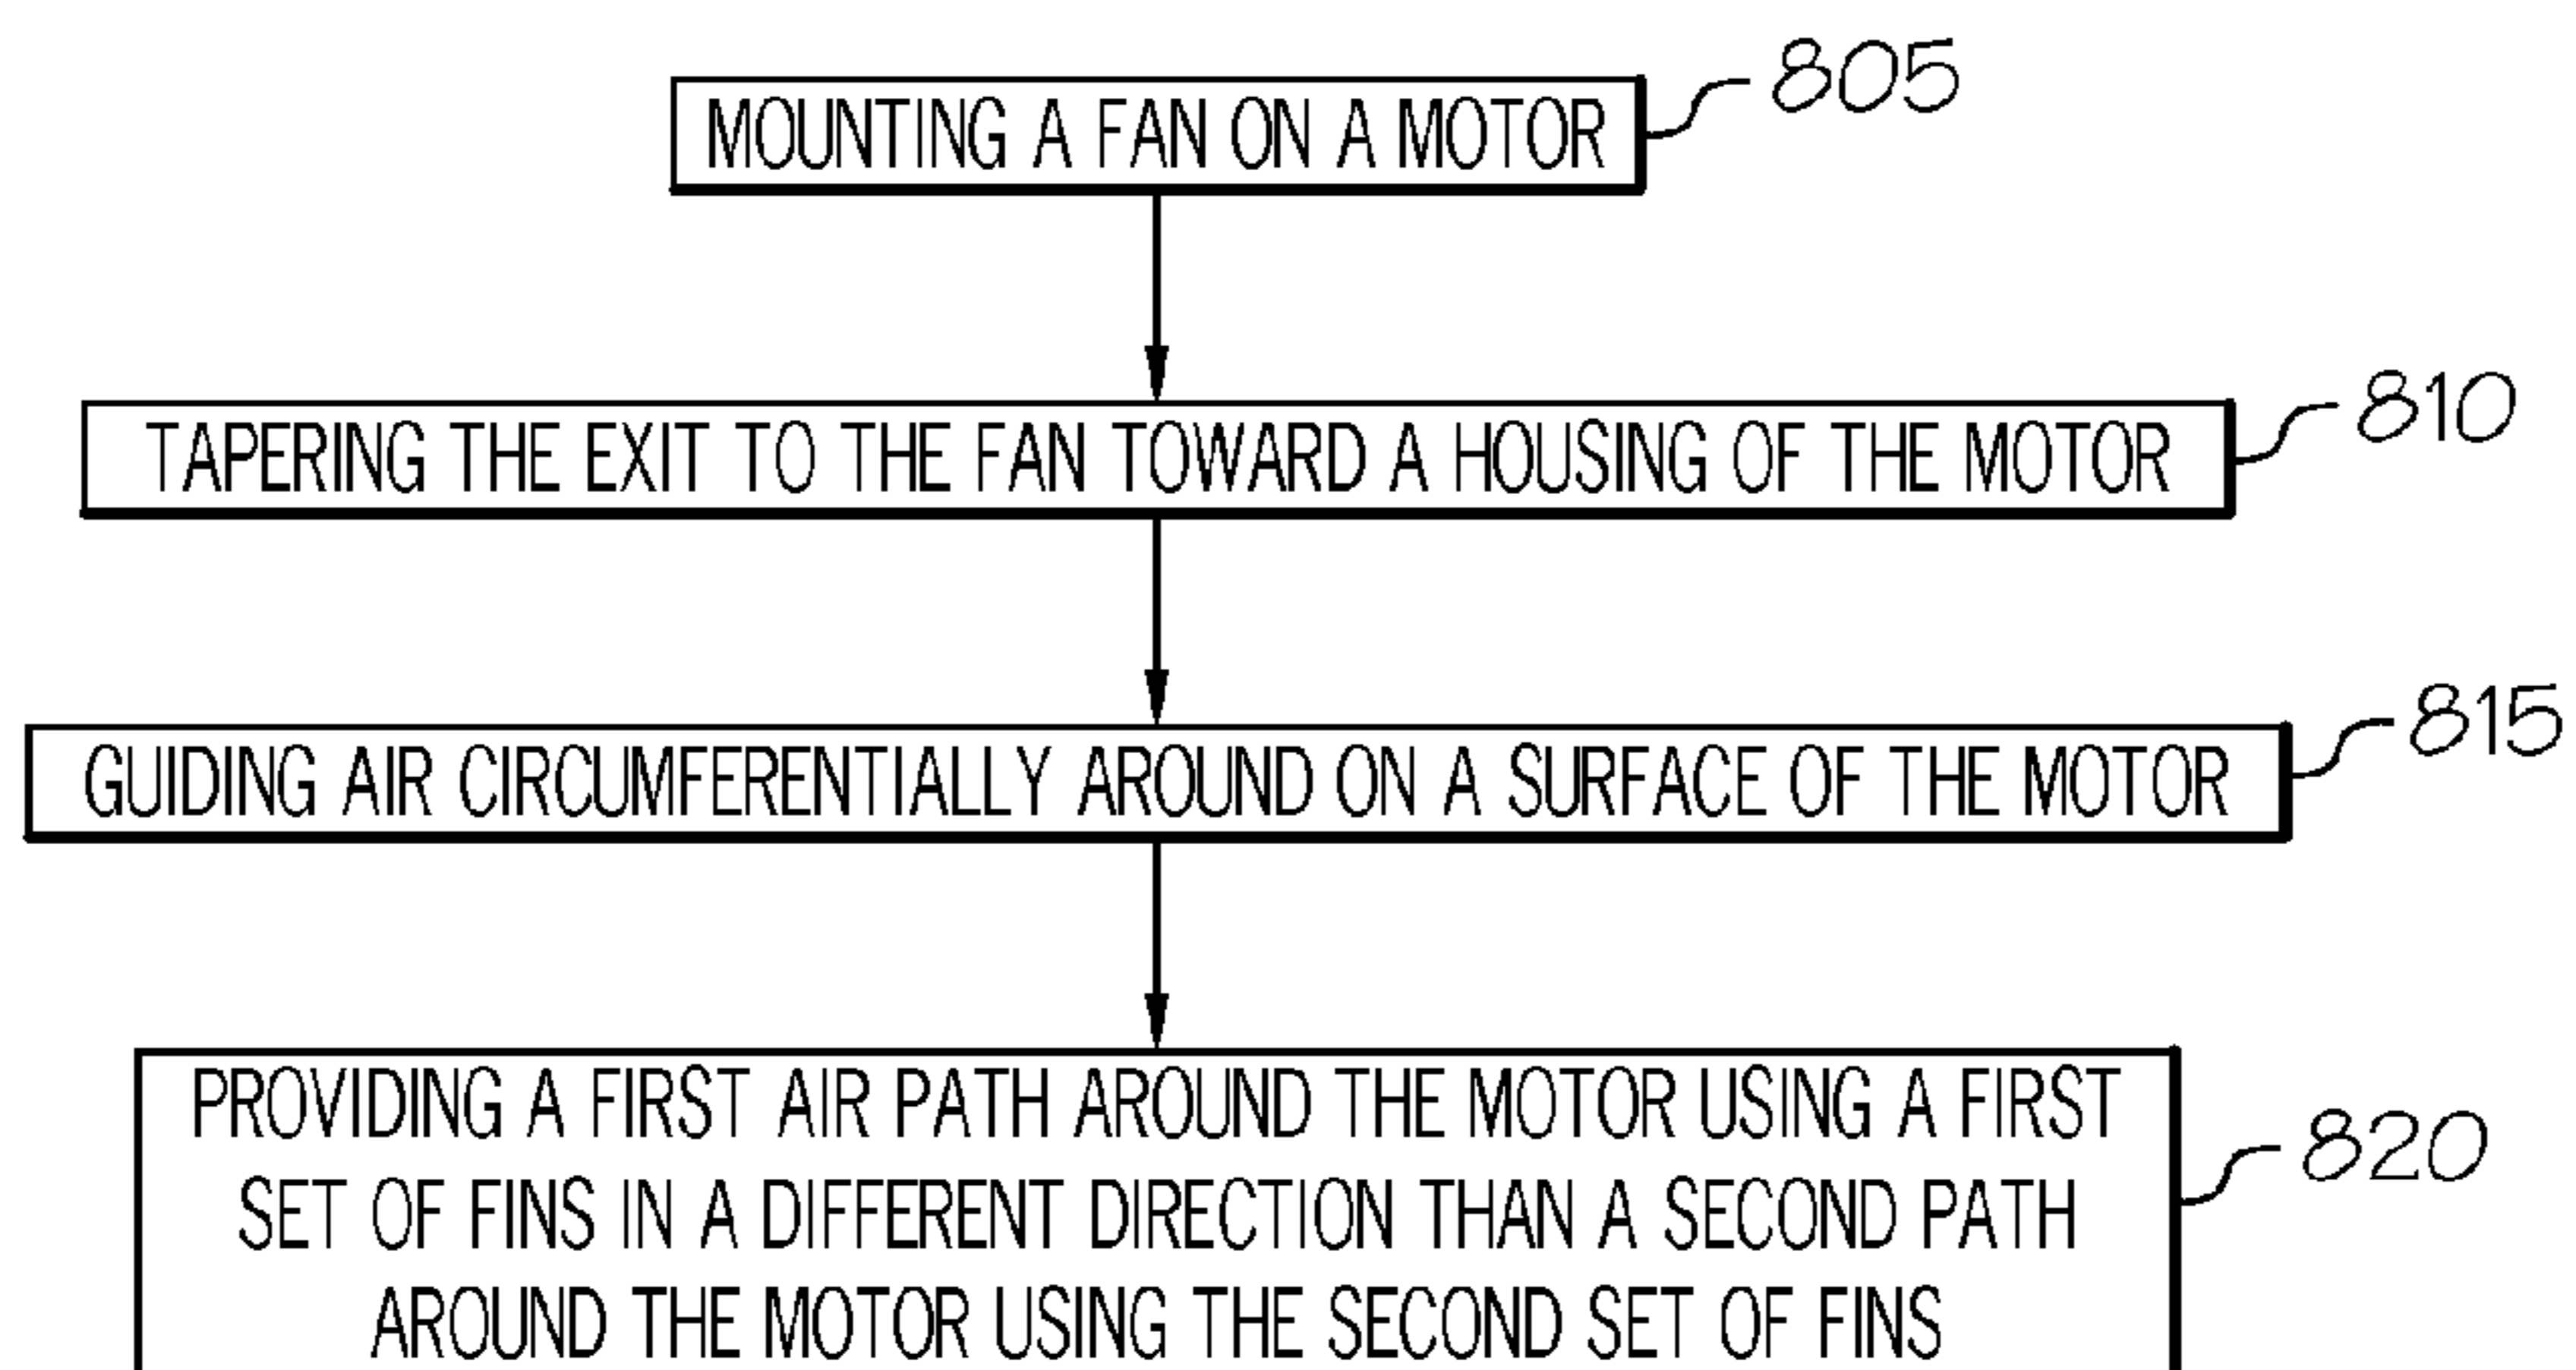 MOUNTING A FAN ON A MOTOR
805
TAPERING THE EXIT TO THE FAN TOWARD A HOUSING OF THE MOTOR
810
GUIDING AIR CIRCUMFERENTIALLY AROUND ON A SURFACE OF THE MOTOR
815
PROVIDING A FIRST AIR PATH AROUND THE MOTOR USING A FIRST
SET OF FINS IN A DIFFERENT DIRECTION THAN A SECOND PATH
AROUND THE MOTOR USING THE SECOND SET OF FINS
820